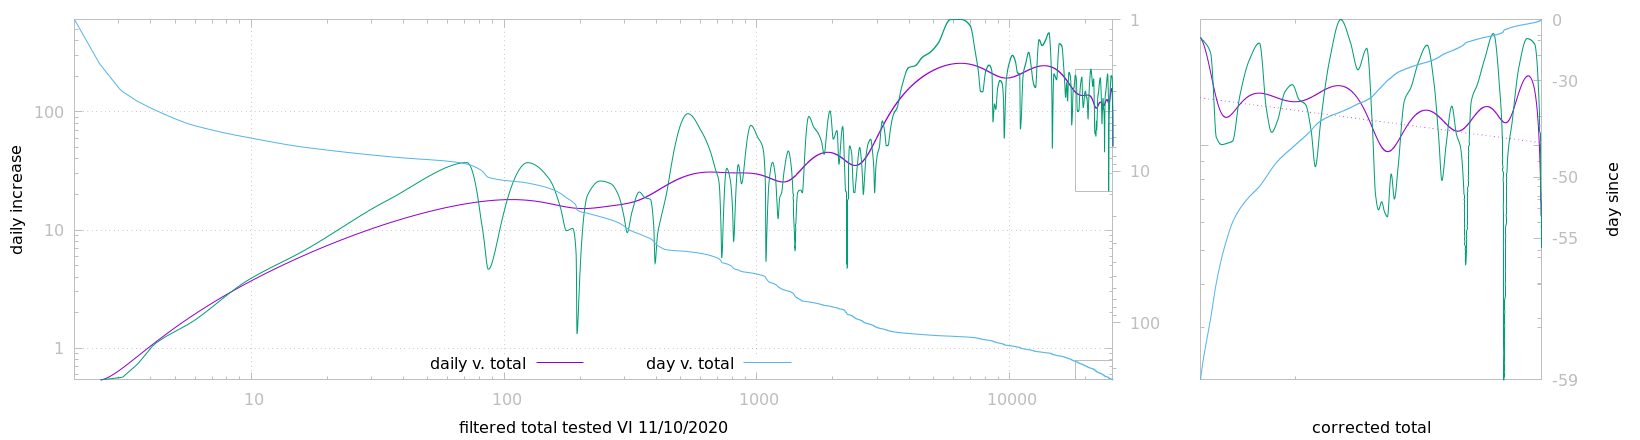 daily increase
100
10
1
10
100
1000
10000
1
10
100
daily v. total
day v. total
filtered total tested VI 11/10/2020
0
-30
-50
-55
-59
day since
corrected total